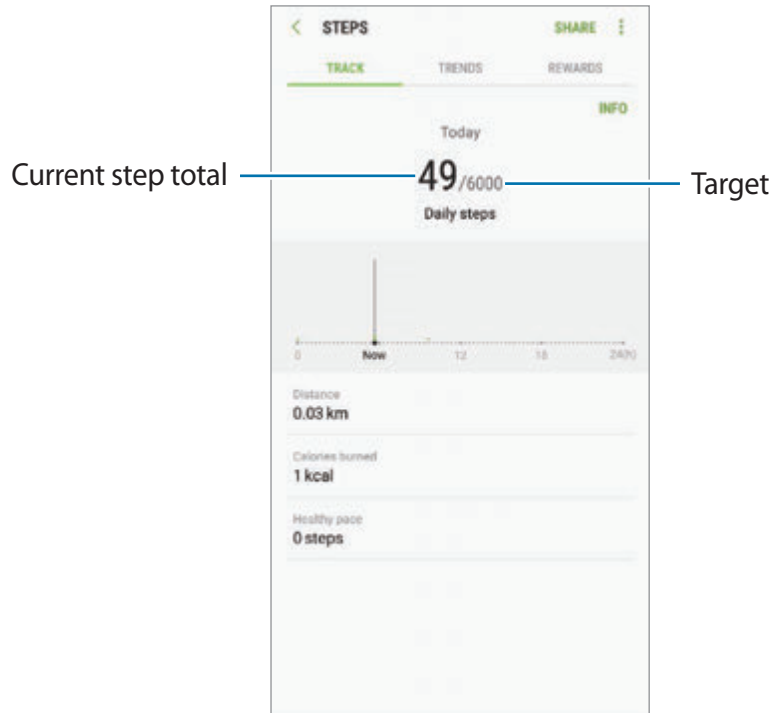 STEPS SHARE
TRACK TRENDS REWARDS
INFO
Today
Current step total 49/6000 Target
Daily steps
0 Now 12 18 24(h)
Distance
0.03 km
Calories burned
1 kcal
Healthy pace
0 steps